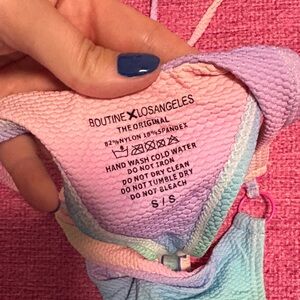 BOUTINE X LOSANGELES
THE ORIGINAL
82%NYLON 18%SPANDEX
HAND WASH COLD WATER
DO NOT IRON
DO NOT DRY CLEAN
DO NOT TUMBLE DRY
DO NOT BLEACH
S / S